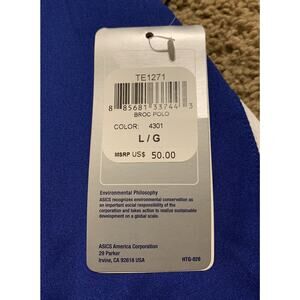 TE1271
8 85681 33744 3
BROC POLO
COLOR: 4301
L / G
MSRP US$ 50.00
Environmental Philosophy
ASICS recognizes environmental conservation as
an important social responsibility of the
corporation and takes action to realize sustainable
development on a global scale.
ASICS America Corporation
29 Parker
Irvine, CA 92618 USA
HTG-020